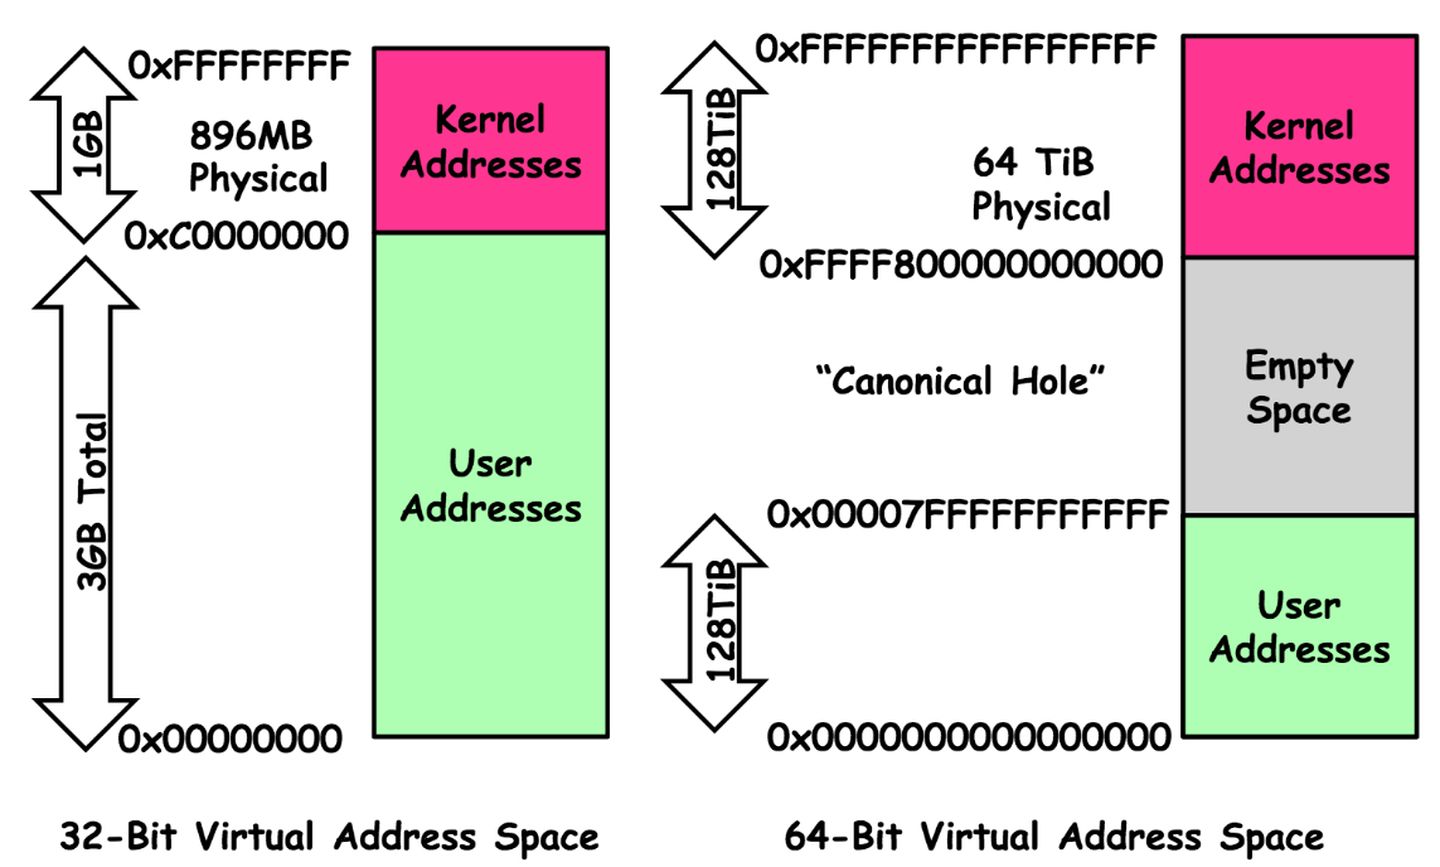 0xFFFFFFFF
1GB
896MB
Physical
Kernel
Addresses
0xC0000000
3GB Total
User
Addresses
0x00000000
32-Bit Virtual Address Space
0xFFFFFFFFFFFFFFFF
128TiB
64 TiB
Physical
Kernel
Addresses
0xFFFF800000000000
“Canonical Hole”
Empty
Space
0x00007FFFFFFFFFFF
128TiB
User
Addresses
0x0000000000000000
64-Bit Virtual Address Space